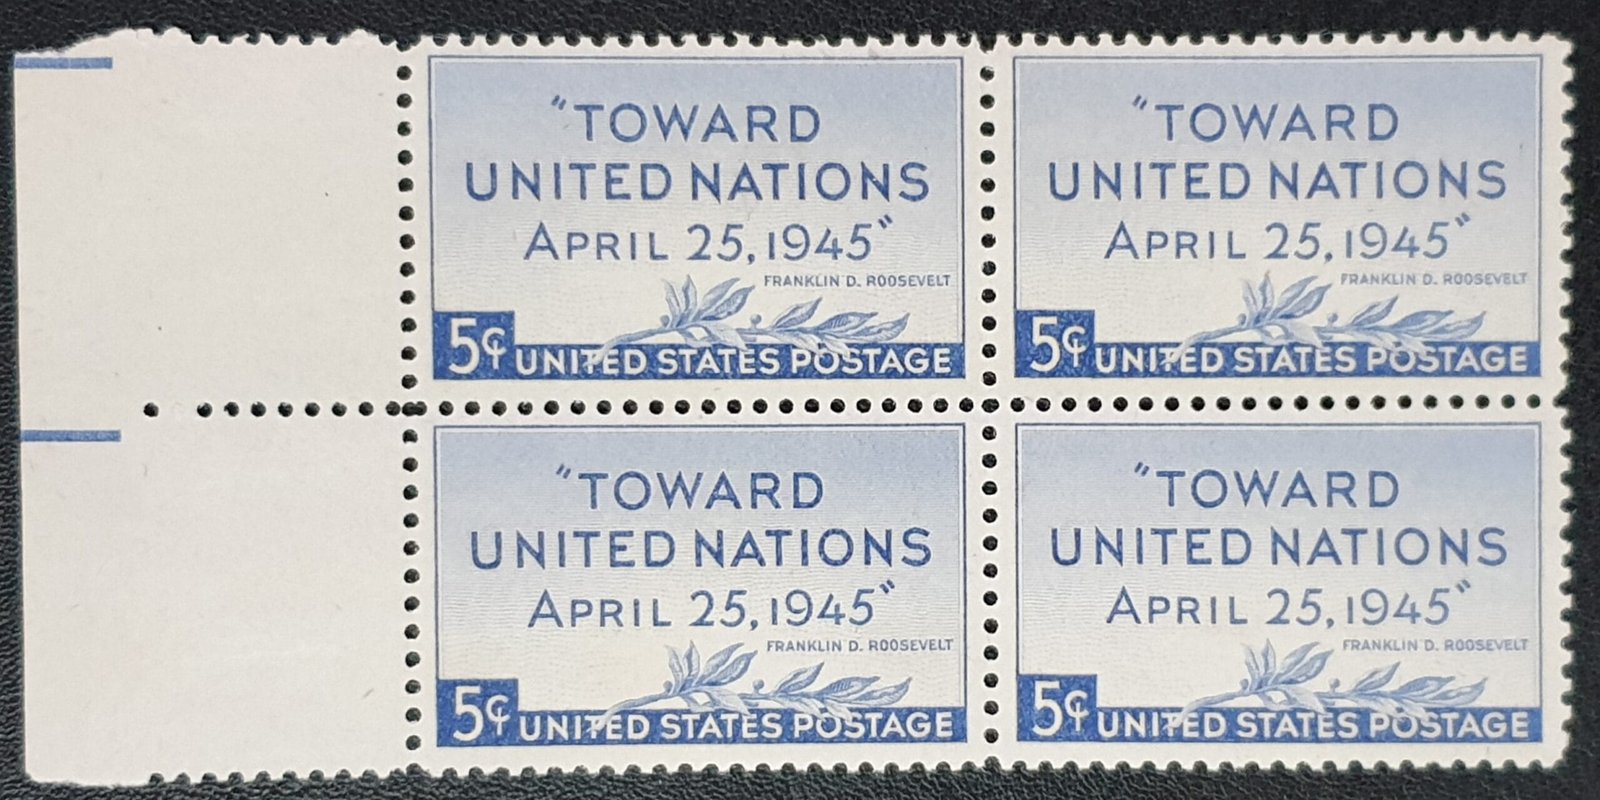 "TOWARD
UNITED NATIONS
APRIL 25, 1945"
FRANKLIN D. ROOSEVELT
5¢ UNITED STATES POSTAGE
"TOWARD
UNITED NATIONS
APRIL 25, 1945"
FRANKLIN D. ROOSEVELT
5¢ UNITED STATES POSTAGE
"TOWARD
UNITED NATIONS
APRIL 25, 1945"
FRANKLIN D. ROOSEVELT
5¢ UNITED STATES POSTAGE
"TOWARD
UNITED NATIONS
APRIL 25, 1945"
FRANKLIN D. ROOSEVELT
5¢ UNITED STATES POSTAGE